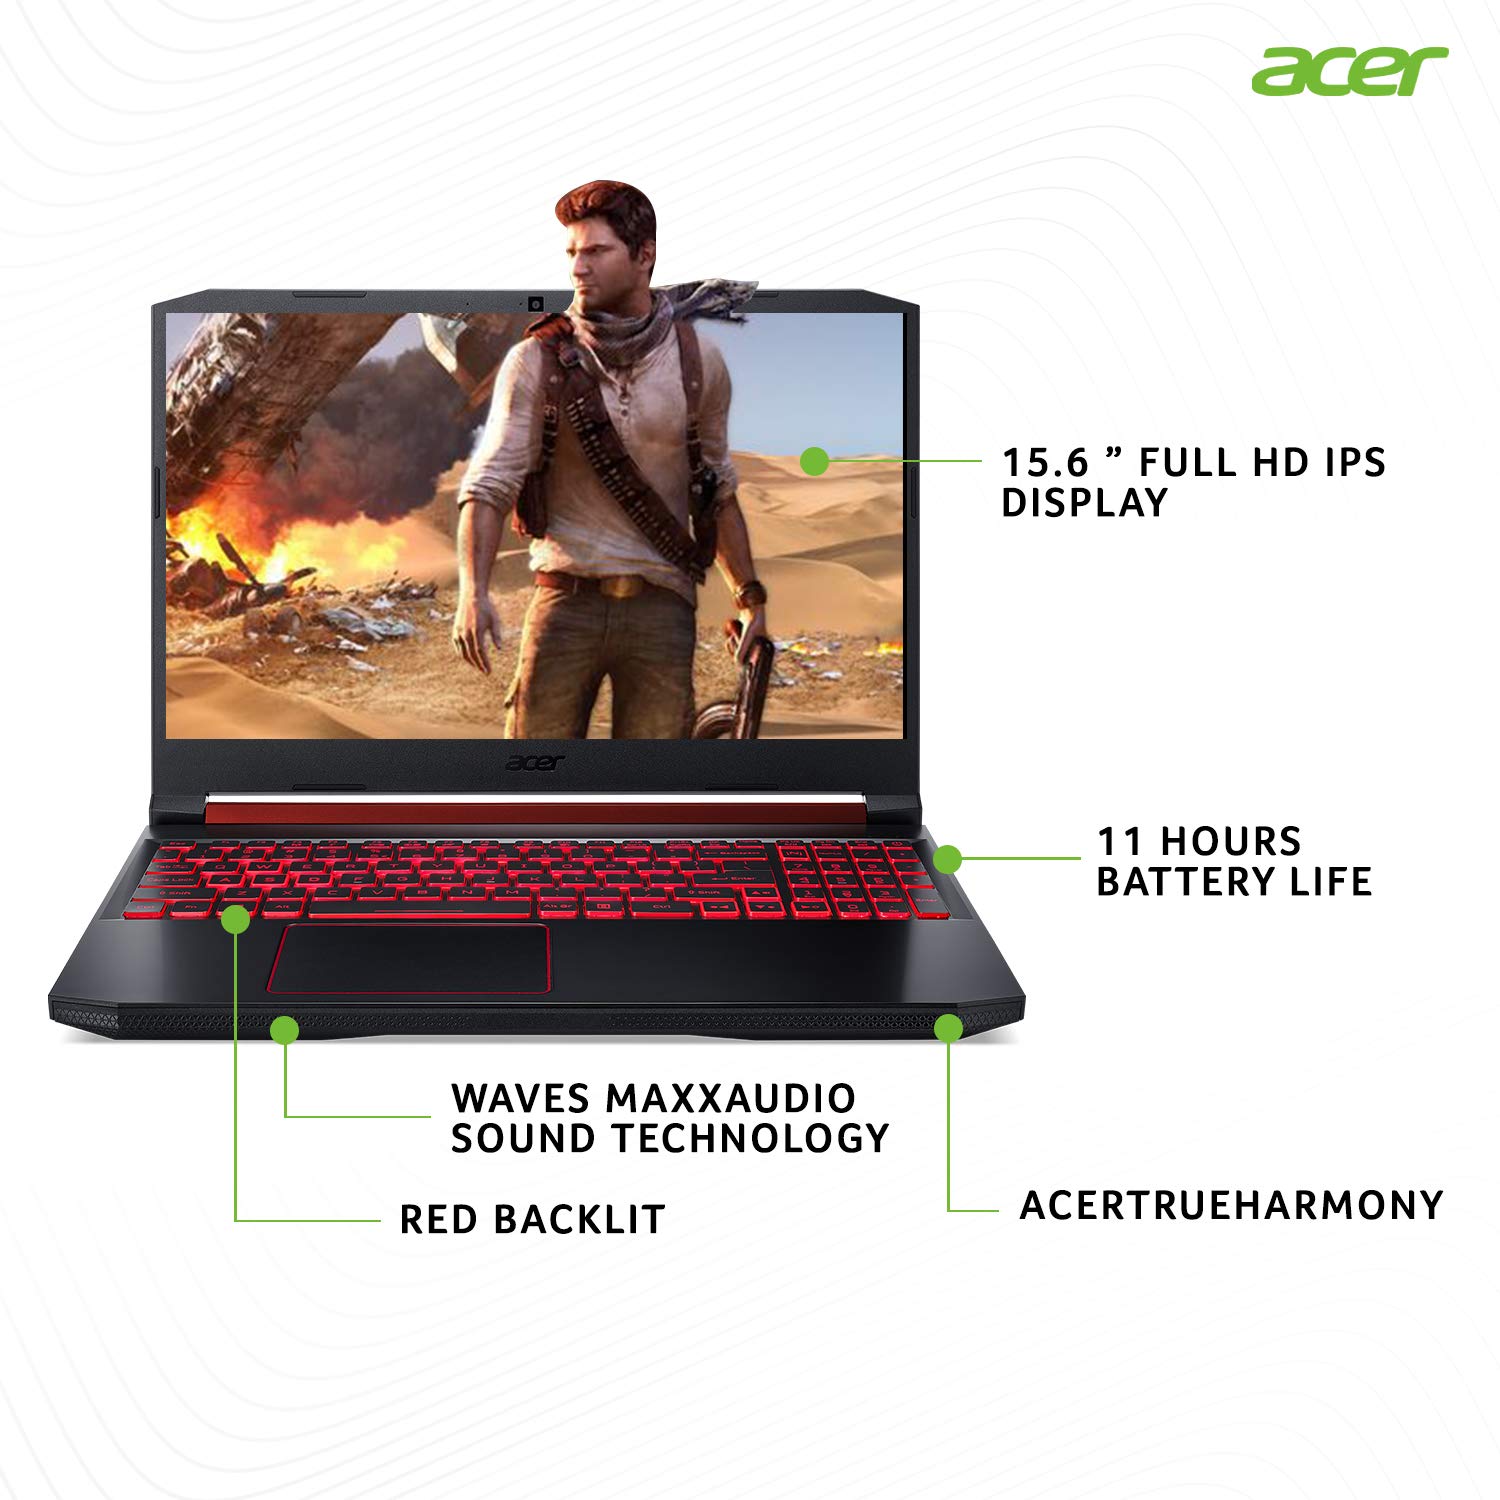 acer
15.6 ” FULL HD IPS
DISPLAY
acer
11 HOURS
BATTERY LIFE
WAVES MAXXAUDIO
SOUND TECHNOLOGY
RED BACKLIT
ACERTRUEHARMONY